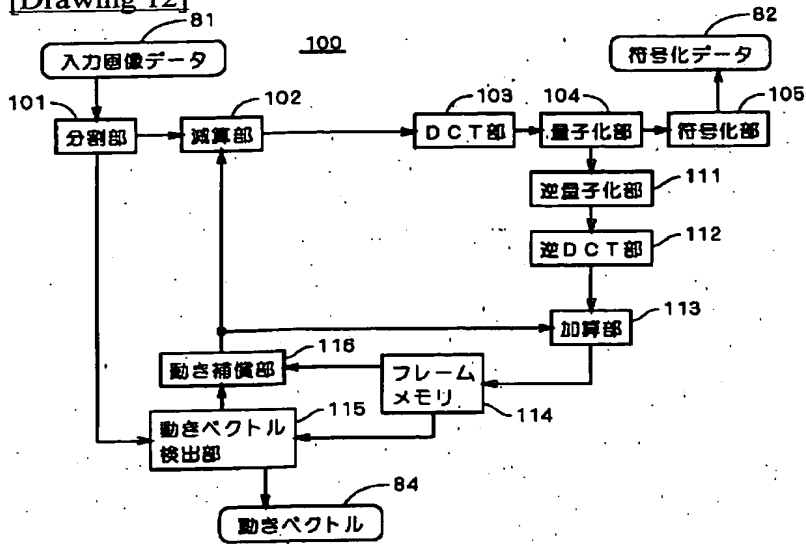 [Drawing 12]
81
82
100
入力画像データ
符号化データ
101
102
103
104
105
分割部
減算部
DCT部
量子化部
符号化部
111
逆量子化部
112
逆DCT部
113
加算部
116
動き補償部
フレーム
メモリ
114
115
動きベクトル
検出部
84
動きベクトル